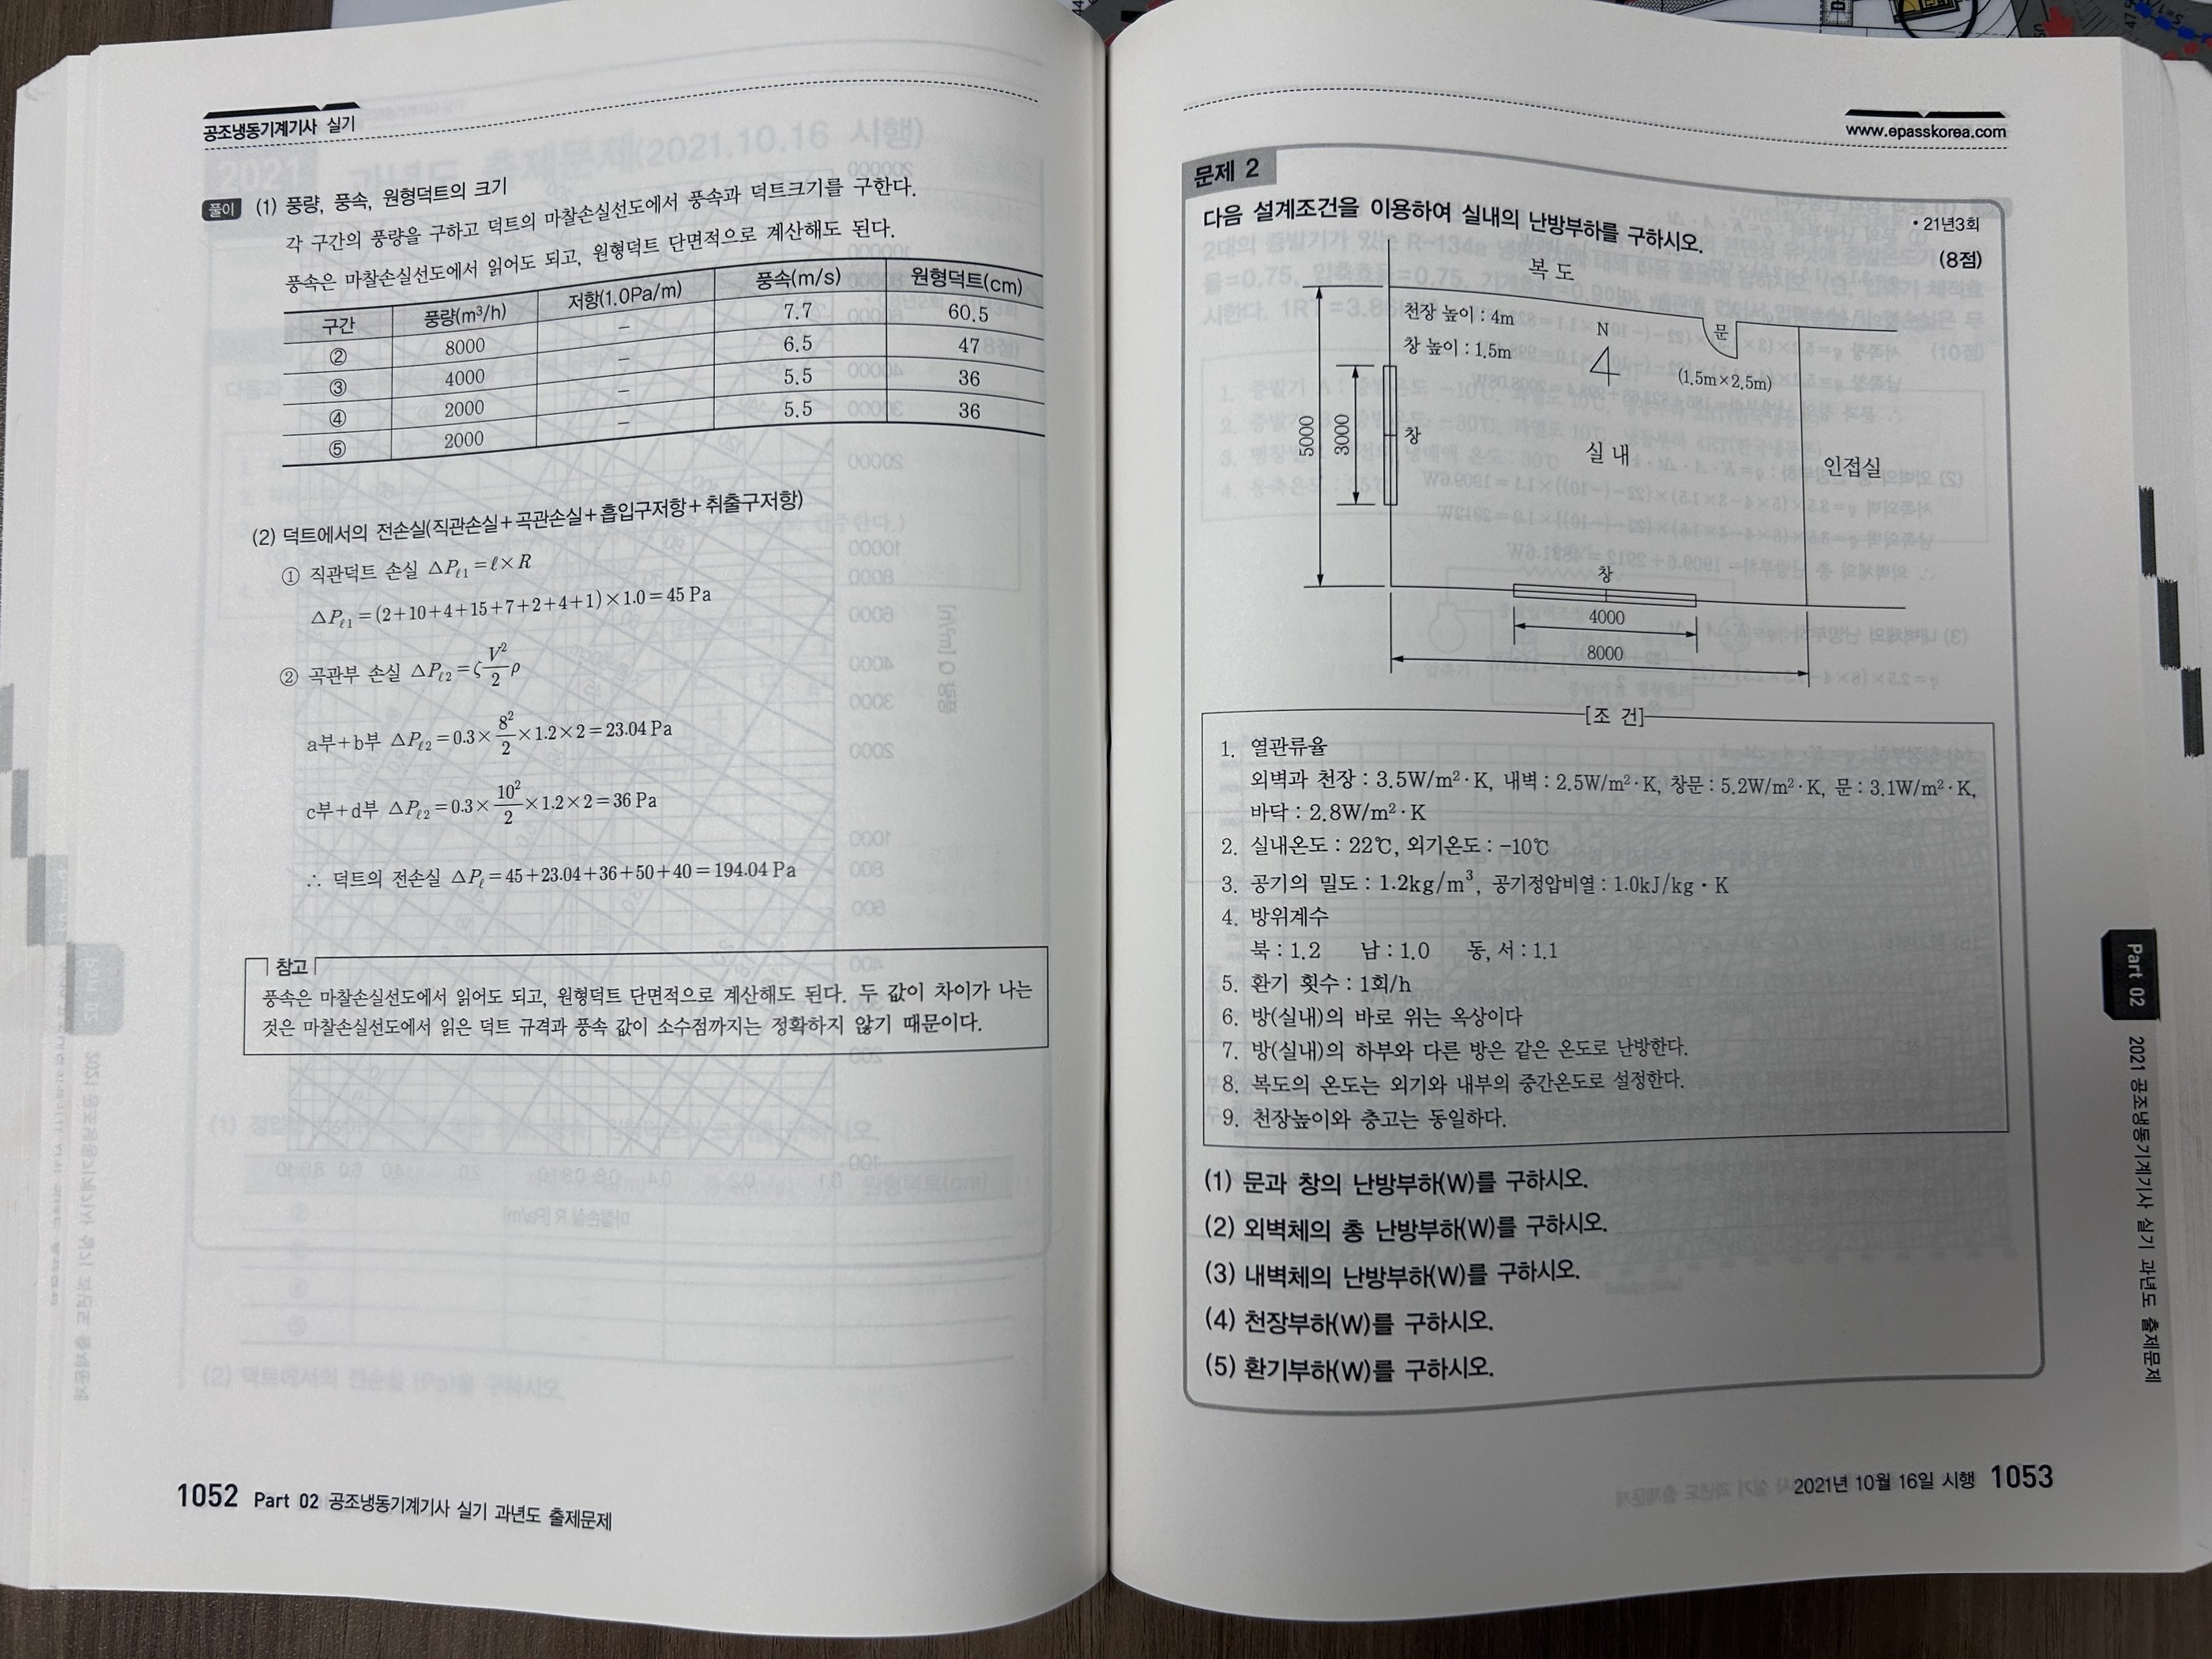 공조냉동기계기사 실기
풀이 (1) 풍량, 풍속, 원형덕트의 크기
각 구간의 풍량을 구하고 덕트의 마찰손실선도에서 풍속과 덕트크기를 구한다.
풍속은 마찰손실선도에서 읽어도 되고, 원형덕트 단면적으로 계산해도 된다.
구간 풍량(m³/h) 저항(1.0Pa/m) 풍속(m/s) 원형덕트(cm)
② 8000 – 7.7 60.5
③ 4000 – 6.5 47
④ 2000 – 5.5 36
⑤ 2000 – 5.5 36
(2) 덕트에서의 전손실(직관손실+곡관손실+흡입구저항+취출구저항)
① 직관덕트 손실 △Pℓ1 = ℓ×R
△Pℓ1 = (2+10+4+15+7+2+4+1)×1.0 = 45 Pa
② 곡관부 손실 △Pℓ2 = ζ V²/2 ρ
a부+b부 △Pℓ2 = 0.3× 8²/2 ×1.2×2 = 23.04 Pa
c부+d부 △Pℓ2 = 0.3× 10²/2 ×1.2×2 = 36 Pa
∴ 덕트의 전손실 △Pℓ = 45+23.04+36+50+40 = 194.04 Pa
참고
풍속은 마찰손실선도에서 읽어도 되고, 원형덕트 단면적으로 계산해도 된다. 두 값이 차이가 나는
것은 마찰손실선도에서 읽은 덕트 규격과 풍속 값이 소수점까지는 정확하지 않기 때문이다.
1052 Part 02 공조냉동기계기사 실기 과년도 출제문제
www.epasskorea.com
문제 2
다음 설계조건을 이용하여 실내의 난방부하를 구하시오.
• 21년3회
(8점)
복도
천장 높이 : 4m
창 높이 : 1.5m
N
문
(1.5m×2.5m)
5000
3000
창
실내
인접실
창
4000
8000
[조 건]
1. 열관류율
외벽과 천장 : 3.5W/m²·K, 내벽 : 2.5W/m²·K, 창문 : 5.2W/m²·K, 문 : 3.1W/m²·K,
바닥 : 2.8W/m²·K
2. 실내온도 : 22℃, 외기온도 : -10℃
3. 공기의 밀도 : 1.2kg/m³, 공기정압비열 : 1.0kJ/kg·K
4. 방위계수
북 : 1.2 남 : 1.0 동, 서 : 1.1
5. 환기 횟수 : 1회/h
6. 방(실내)의 바로 위는 옥상이다
7. 방(실내)의 하부와 다른 방은 같은 온도로 난방한다.
8. 복도의 온도는 외기와 내부의 중간온도로 설정한다.
9. 천장높이와 층고는 동일하다.
(1) 문과 창의 난방부하(W)를 구하시오.
(2) 외벽체의 총 난방부하(W)를 구하시오.
(3) 내벽체의 난방부하(W)를 구하시오.
(4) 천장부하(W)를 구하시오.
(5) 환기부하(W)를 구하시오.
Part 02
2021 공조냉동기계기사 실기 과년도 출제문제
2021년 10월 16일 시행 1053